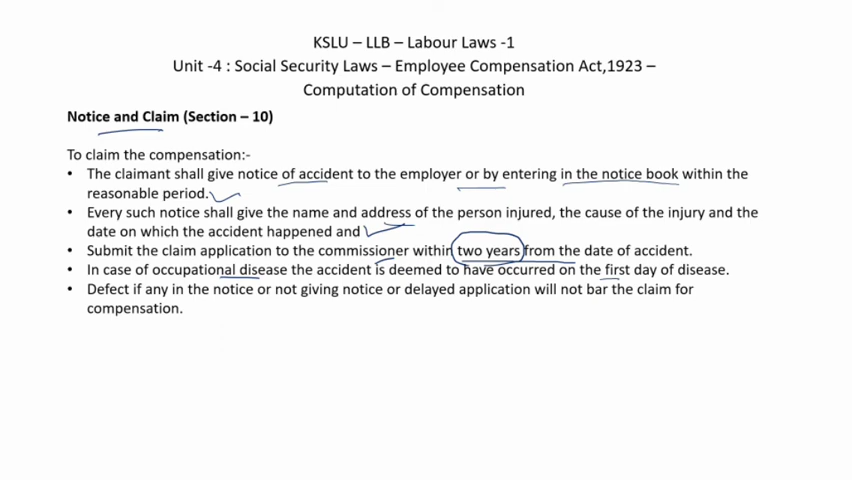 KSLU – LLB – Labour Laws -1
Unit -4 : Social Security Laws – Employee Compensation Act,1923 –
Computation of Compensation
Notice and Claim (Section – 10)
To claim the compensation:-
• The claimant shall give notice of accident to the employer or by entering in the notice book within the
reasonable period.
• Every such notice shall give the name and address of the person injured, the cause of the injury and the
date on which the accident happened and
• Submit the claim application to the commissioner within two years from the date of accident.
• In case of occupational disease the accident is deemed to have occurred on the first day of disease.
• Defect if any in the notice or not giving notice or delayed application will not bar the claim for
compensation.